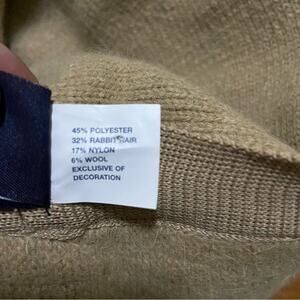 45% POLYESTER
32% RABBIT HAIR
17% NYLON
6% WOOL
EXCLUSIVE OF
DECORATION